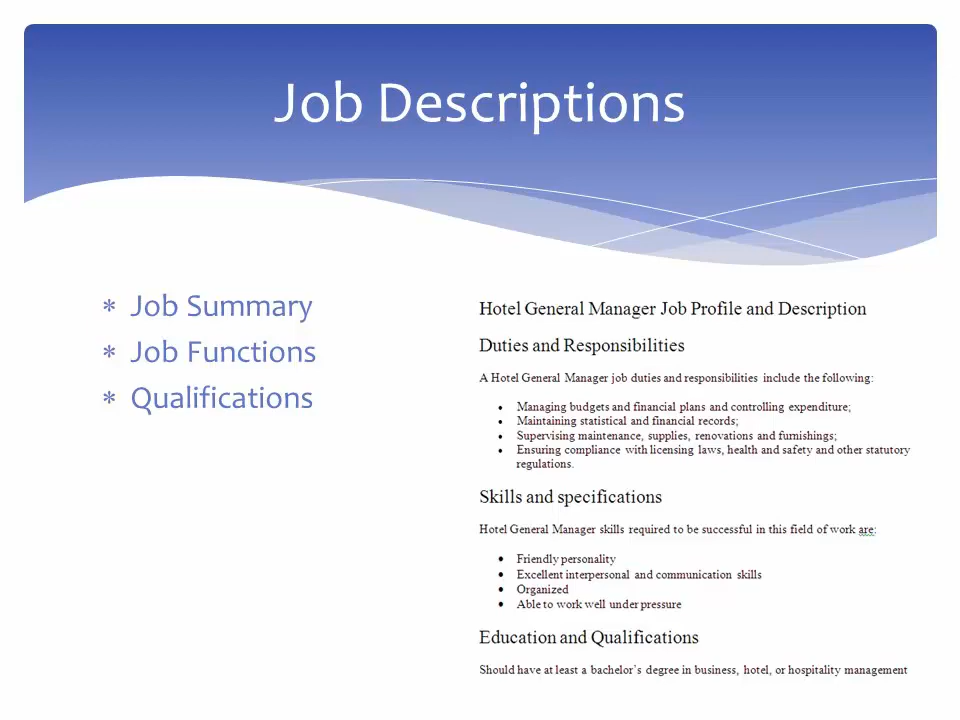 Job Descriptions
* Job Summary
* Job Functions
* Qualifications
Hotel General Manager Job Profile and Description
Duties and Responsibilities
A Hotel General Manager job duties and responsibilities include the following:
• Managing budgets and financial plans and controlling expenditure;
• Maintaining statistical and financial records;
• Supervising maintenance, supplies, renovations and furnishings;
• Ensuring compliance with licensing laws, health and safety and other statutory
regulations.
Skills and specifications
Hotel General Manager skills required to be successful in this field of work are:
• Friendly personality
• Excellent interpersonal and communication skills
• Organized
• Able to work well under pressure
Education and Qualifications
Should have at least a bachelor's degree in business, hotel, or hospitality management